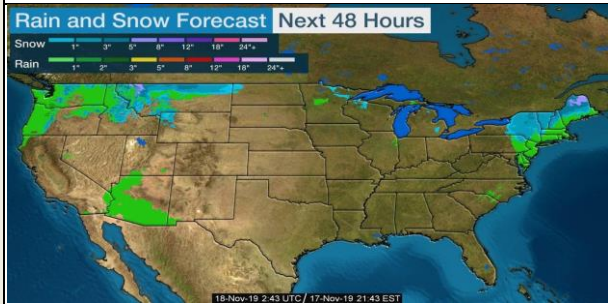 Rain and Snow Forecast Next 48 Hours
Snow
1" 3" 5" 8" 12" 18" 24"+
Rain
1" 2" 3" 5" 8" 12" 18" 24"+
18-Nov-19 2:43 UTC / 17-Nov-19 21:43 EST